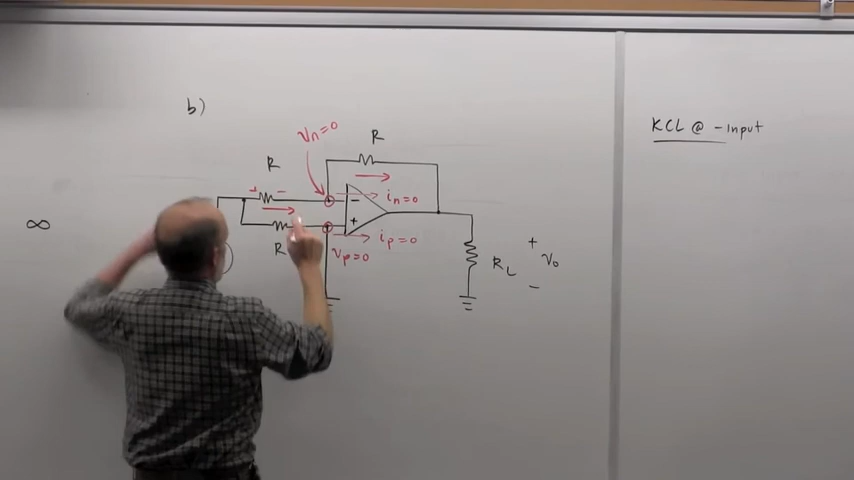 b)
KCL @ - Input
vn=0
R
R
+ -
-
in=0
∞
+
R
ip=0
vp=0
RL
+
vo
-